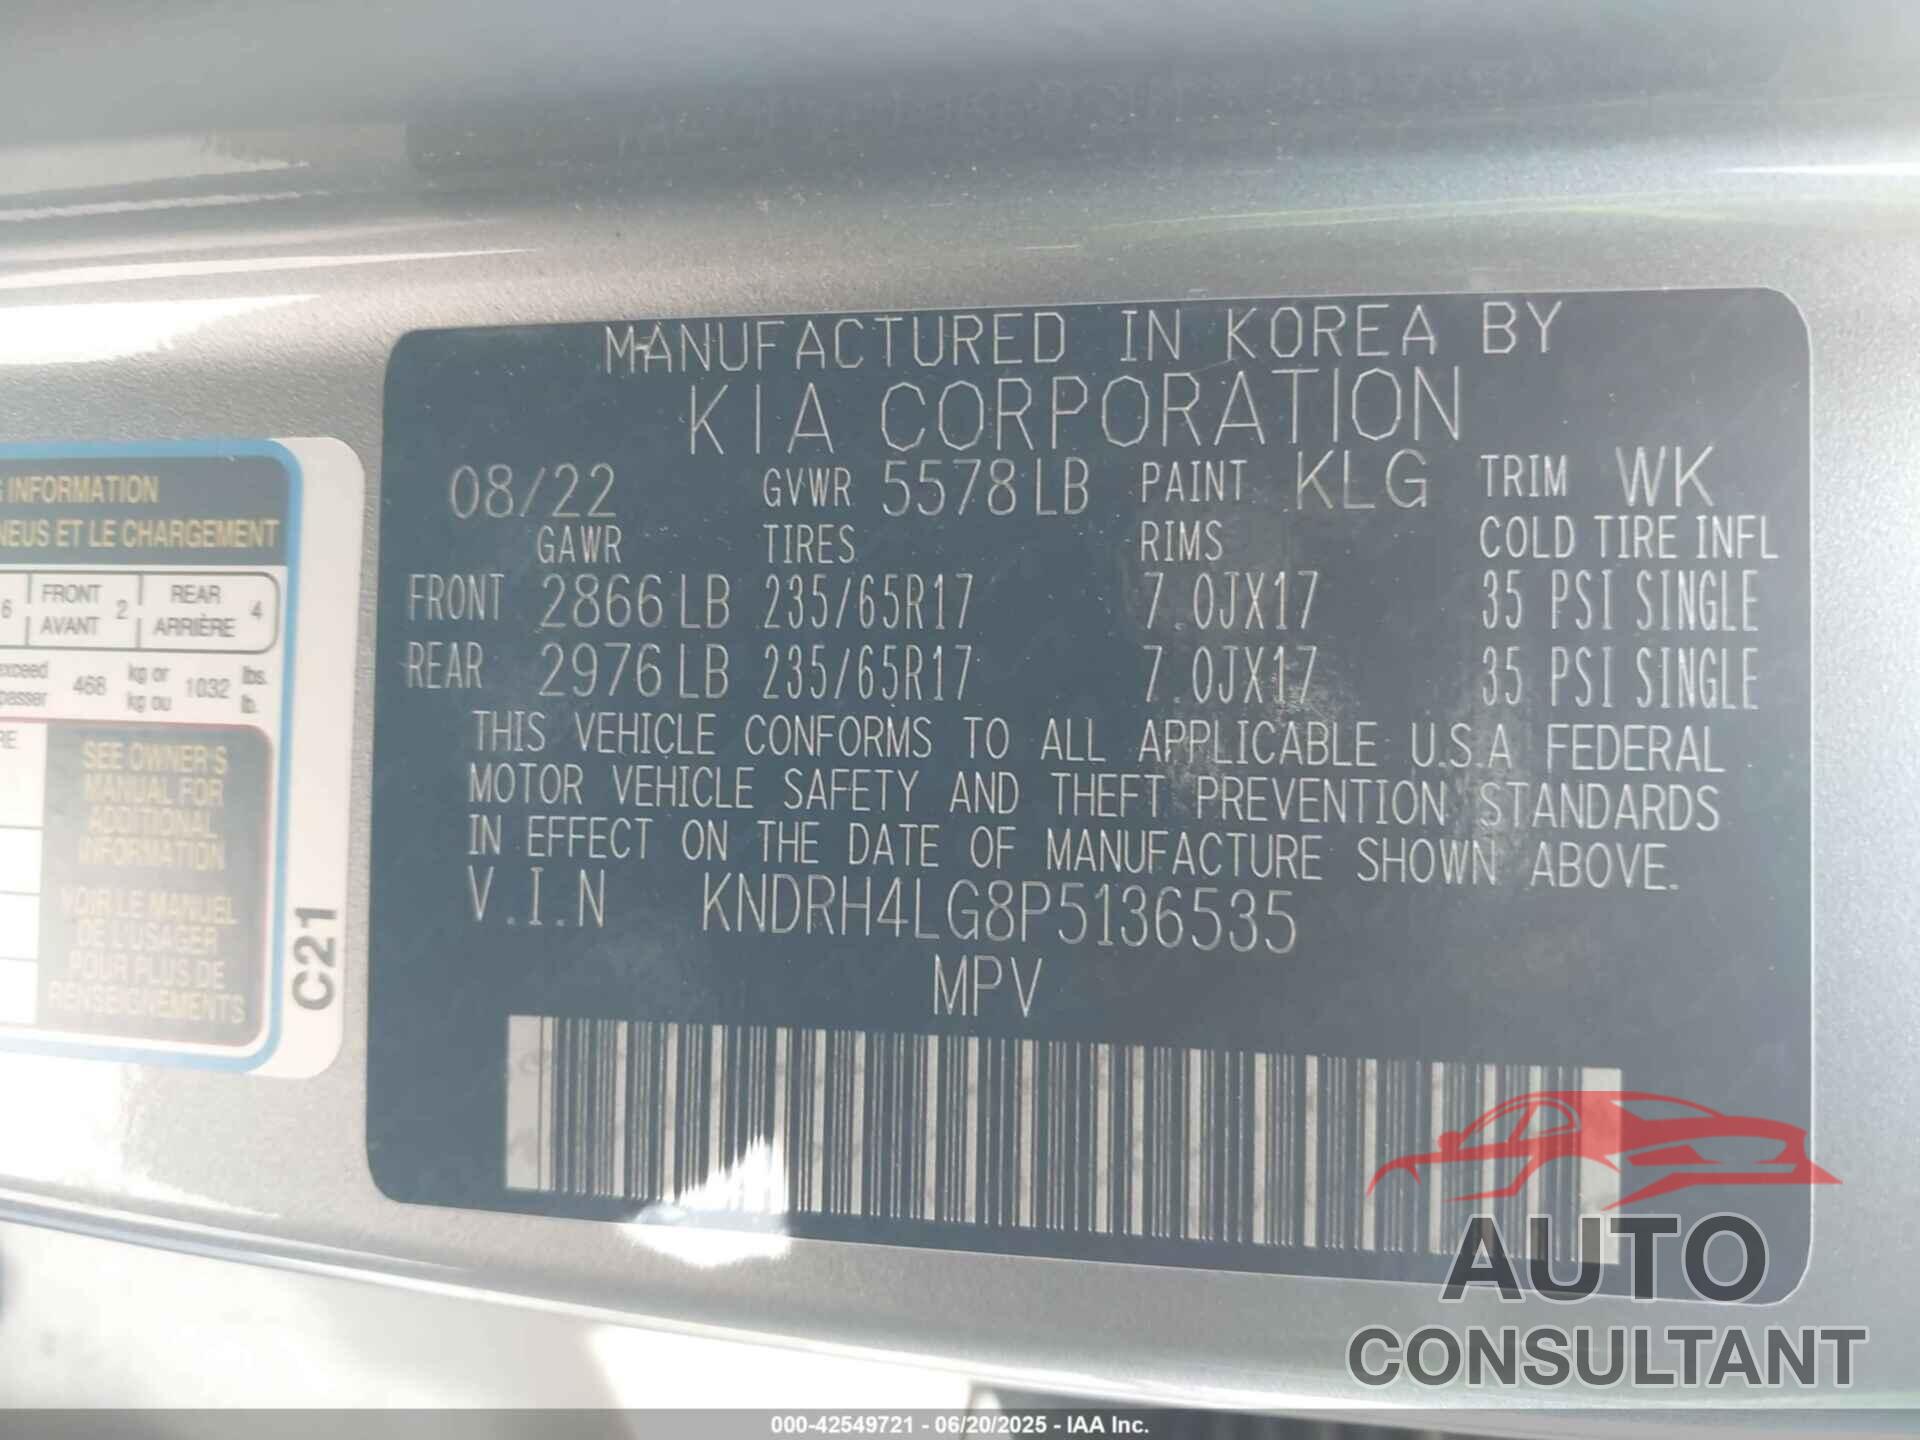 MANUFACTURED IN KOREA BY
KIA CORPORATION
08/22 GVWR 5578LB PAINT KLG TRIM WK
GAWR TIRES RIMS COLD TIRE INFL
FRONT 2866LB 235/65R17 7.0JX17 35 PSI SINGLE
REAR 2976LB 235/65R17 7.0JX17 35 PSI SINGLE
THIS VEHICLE CONFORMS TO ALL APPLICABLE U.S.A FEDERAL
MOTOR VEHICLE SAFETY AND THEFT PREVENTION STANDARDS
IN EFFECT ON THE DATE OF MANUFACTURE SHOWN ABOVE.
V.I.N KNDRH4LG8P5136535
MPV
INFORMATION
NEUS ET LE CHARGEMENT
6 FRONT 2 REAR 4
AVANT ARRIÈRE
exceed 468 kg or 1032 lbs.
passer kg ou lb.
RE
SEE OWNER'S
MANUAL FOR
ADDITIONAL
INFORMATION
VOIR LE MANUEL
DE L'USAGER
POUR PLUS DE
RENSEIGNEMENTS
C21
AUTO
CONSULTANT
000-42549721 - 06/20/2025 - IAA Inc.